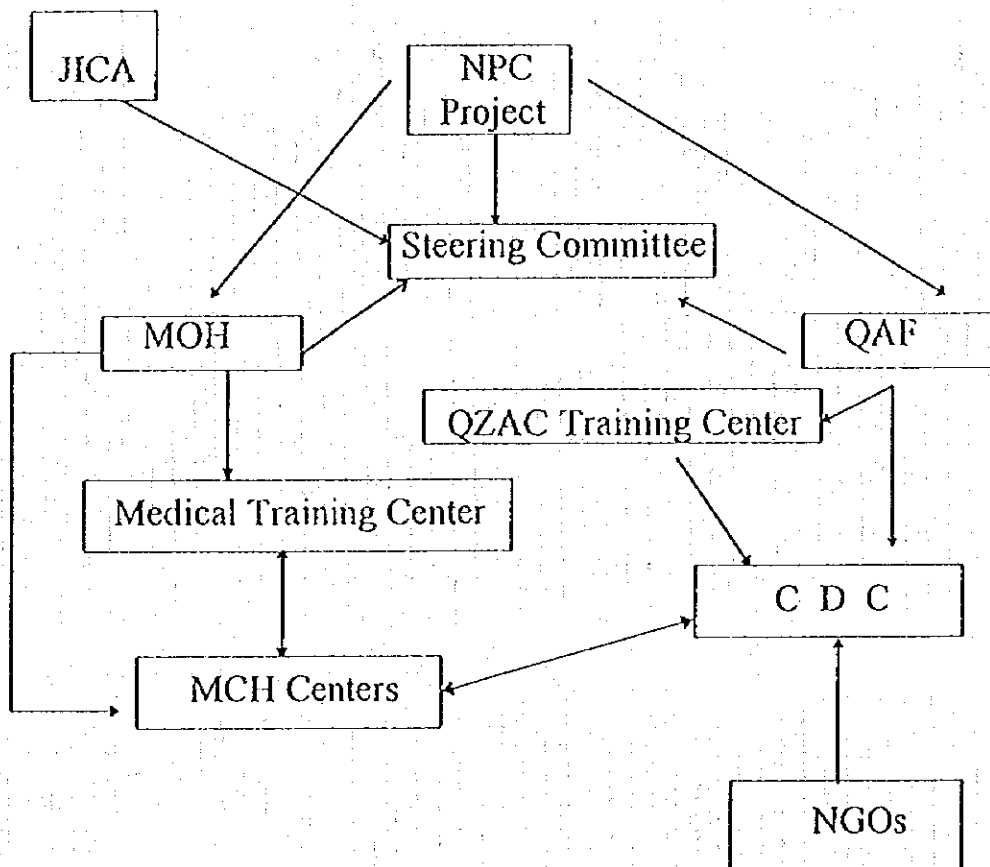 JICA
NPC
Project
Steering Committee
MOH
QAF
QZAC Training Center
Medical Training Center
C D C
MCH Centers
NGOs